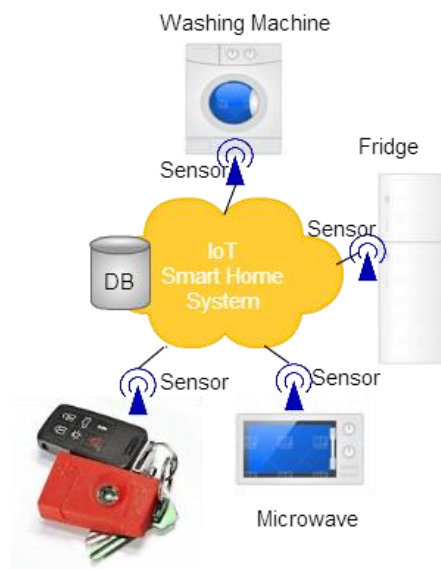 Washing Machine
Sensor
Fridge
Sensor
IoT
Smart Home
System
DB
Sensor
Sensor
Microwave